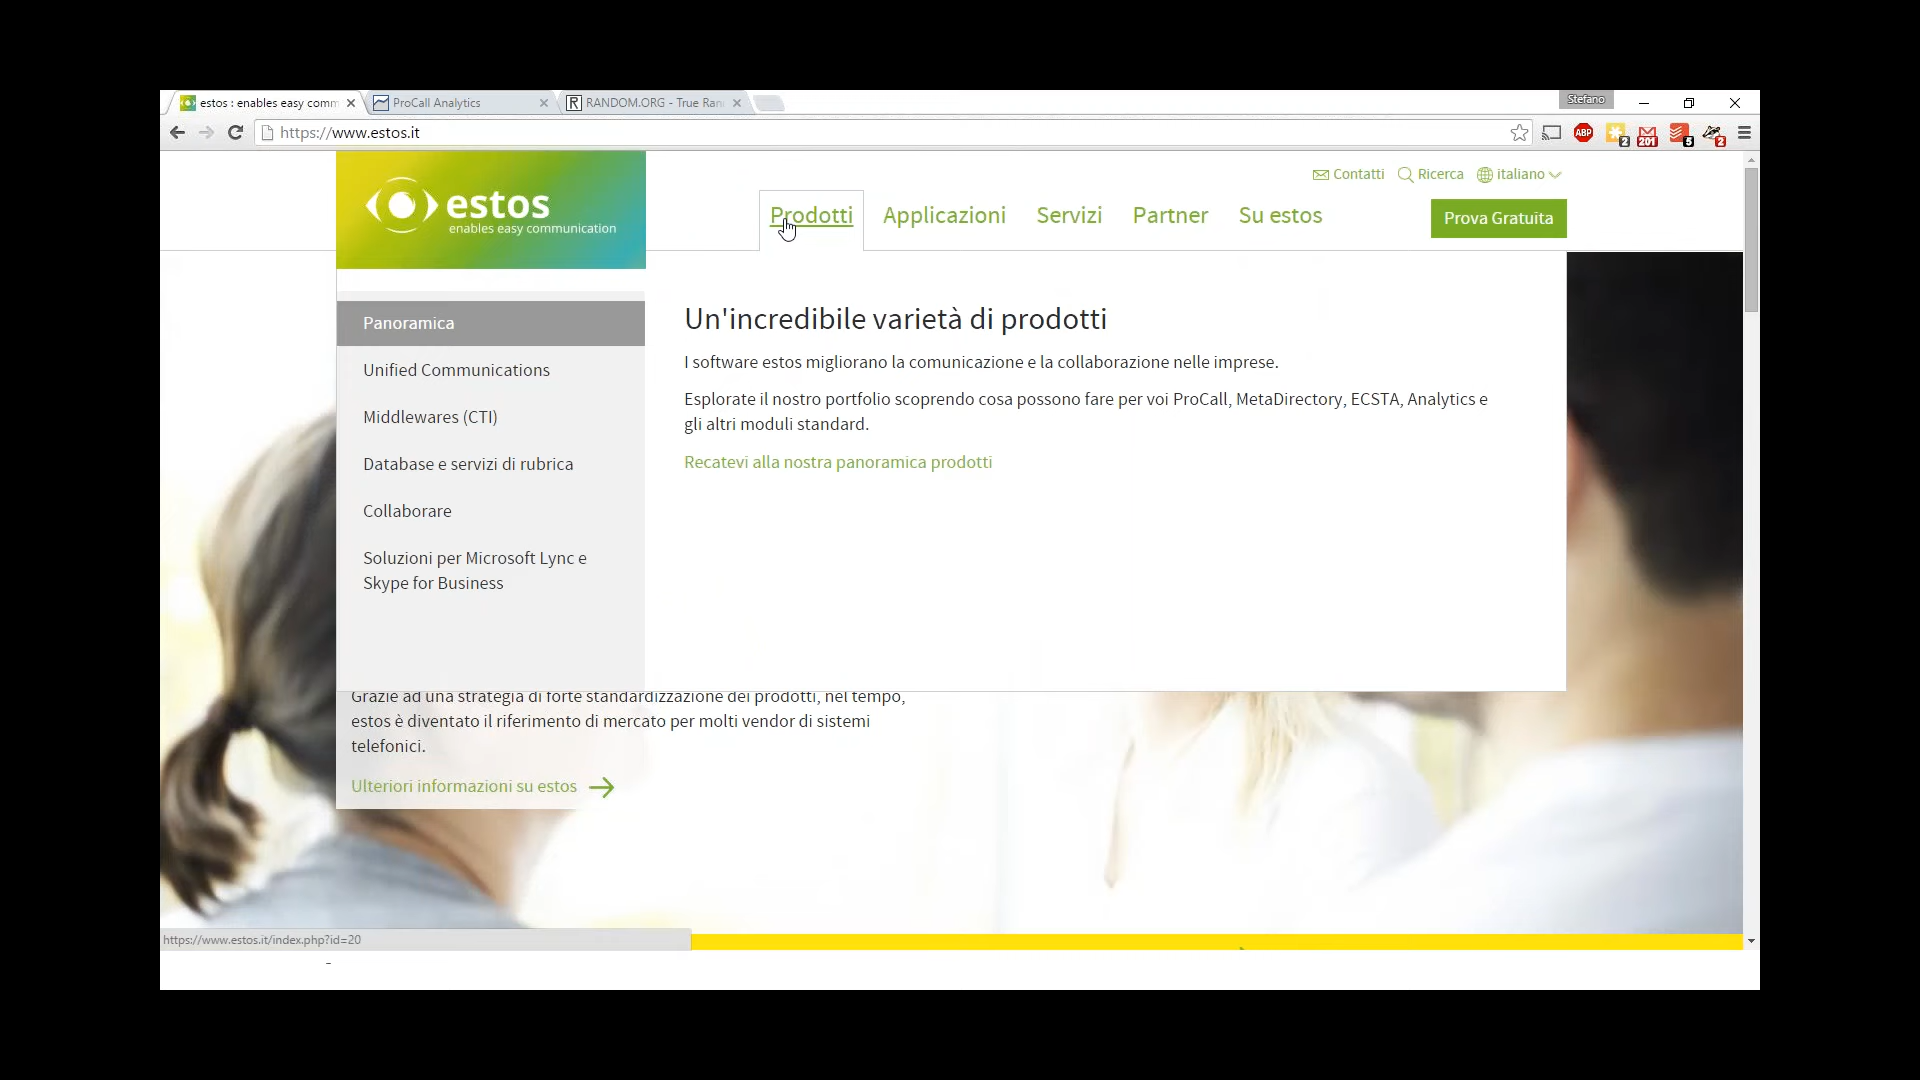 estos : enables easy comm
ProCall Analytics
RANDOM.ORG - True Ran
Stefano
https://www.estos.it
ABP
2
201
5
2
estos
enables easy communication
Contatti
Ricerca
italiano
Prodotti
Applicazioni
Servizi
Partner
Su estos
Prova Gratuita
Panoramica
Unified Communications
Middlewares (CTI)
Database e servizi di rubrica
Collaborare
Soluzioni per Microsoft Lync e
Skype for Business
Un'incredibile varietà di prodotti
I software estos migliorano la comunicazione e la collaborazione nelle imprese.
Esplorate il nostro portfolio scoprendo cosa possono fare per voi ProCall, MetaDirectory, ECSTA, Analytics e
gli altri moduli standard.
Recatevi alla nostra panoramica prodotti
Grazie ad una strategia di forte standardizzazione dei prodotti, nel tempo,
estos è diventato il riferimento di mercato per molti vendor di sistemi
telefonici.
Ulteriori informazioni su estos
https://www.estos.it/index.php?id=20